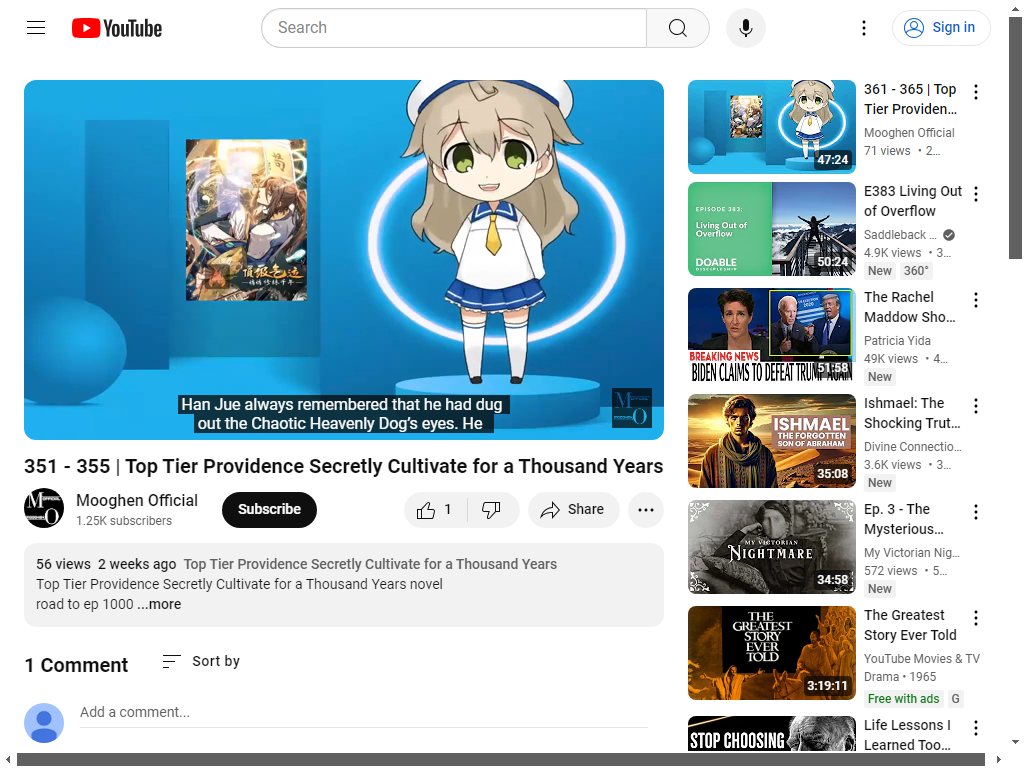 YouTube
Search
Sign in
Han Jue always remembered that he had dug
out the Chaotic Heavenly Dog's eyes. He
351 - 355 | Top Tier Providence Secretly Cultivate for a Thousand Years
Mooghen Official
1.25K subscribers
Subscribe
1
Share
56 views 2 weeks ago Top Tier Providence Secretly Cultivate for a Thousand Years
Top Tier Providence Secretly Cultivate for a Thousand Years novel
road to ep 1000 ...more
1 Comment
Sort by
Add a comment...
47:24
361 - 365 | Top
Tier Providen...
Mooghen Official
71 views • 2...
EPISODE 383:
Living Out of
Overflow
DOABLE
DISCIPLESHIP
50:24
E383 Living Out
of Overflow
Saddleback ...
4.9K views • 3...
New 360°
BREAKING NEWS
BIDEN CLAIMS TO DEFEAT TRUMP AGAIN
51:58
The Rachel
Maddow Sho...
Patricia Yida
49K views • 4...
New
ISHMAEL
THE FORGOTTEN
SON OF ABRAHAM
35:08
Ishmael: The
Shocking Trut...
Divine Connectio...
3.6K views • 3...
New
MY VICTORIAN
NIGHTMARE
34:58
Ep. 3 - The
Mysterious...
My Victorian Nig...
572 views • 5...
New
THE
GREATEST
STORY
EVER
TOLD
3:19:11
The Greatest
Story Ever Told
YouTube Movies & TV
Drama • 1965
Free with ads G
STOP CHOOSING
Life Lessons I
Learned Too...